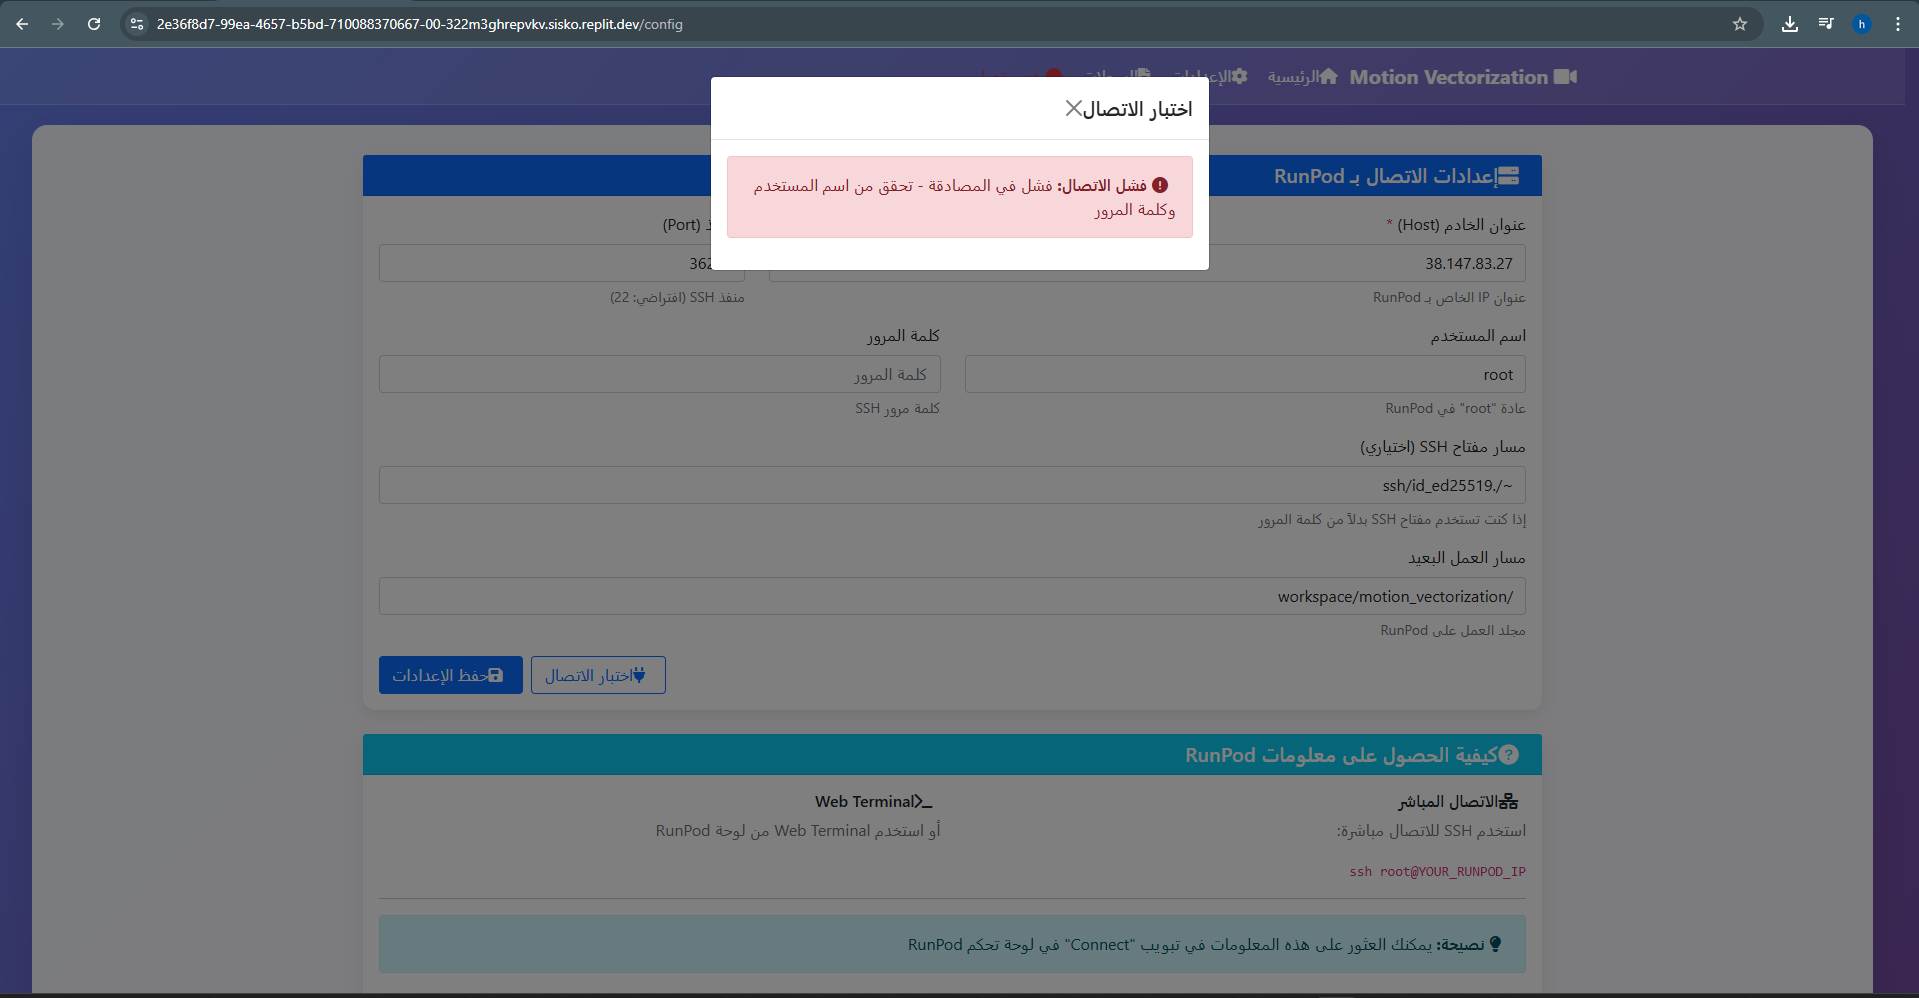 2e36f8d7-99ea-4657-b5bd-710088370667-00-322m3ghrepvkv.sisko.replit.dev/config
h
Motion Vectorization
الرئيسية
الإعدادات
اختبار الاتصال
فشل الاتصال: فشل في المصادقة - تحقق من اسم المستخدم
وكلمة المرور
إعدادات الاتصال بـ RunPod
عنوان الخادم (Host) *
(Port)
38.147.83.27
362
عنوان IP الخاص بـ RunPod
منفذ SSH (افتراضي: 22)
اسم المستخدم
كلمة المرور
root
كلمة المرور
عادة "root" في RunPod
كلمة مرور SSH
مسار مفتاح SSH (اختياري)
ssh/id_ed25519./~
إذا كنت تستخدم مفتاح SSH بدلاً من كلمة المرور
مسار العمل البعيد
workspace/motion_vectorization/
مجلد العمل على RunPod
اختبار الاتصال
حفظ الإعدادات
كيفية الحصول على معلومات RunPod
الاتصال المباشر
Web Terminal
استخدم SSH للاتصال مباشرة:
أو استخدم Web Terminal من لوحة RunPod
ssh root@YOUR_RUNPOD_IP
نصيحة: يمكنك العثور على هذه المعلومات في تبويب "Connect" في لوحة تحكم RunPod